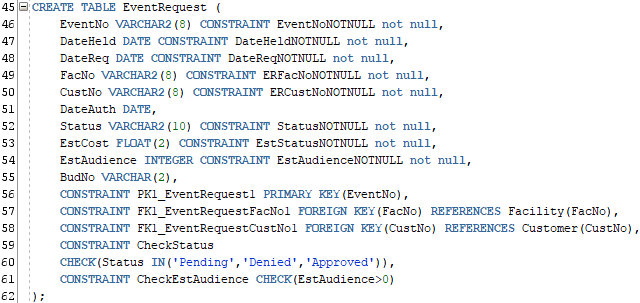 45 CREATE TABLE EventRequest (
46 EventNo VARCHAR2(8) CONSTRAINT EventNoNOTNULL not null,
47 DateHeld DATE CONSTRAINT DateHeldNOTNULL not null,
48 DateReq DATE CONSTRAINT DateReqNOTNULL not null,
49 FacNo VARCHAR2(8) CONSTRAINT ERFacNoNOTNULL not null,
50 CustNo VARCHAR2(8) CONSTRAINT ERCustNoNOTNULL not null,
51 DateAuth DATE,
52 Status VARCHAR2(10) CONSTRAINT StatusNOTNULL not null,
53 EstCost FLOAT(2) CONSTRAINT EstStatusNOTNULL not null,
54 EstAudience INTEGER CONSTRAINT EstAudienceNOTNULL not null,
55 BudNo VARCHAR(2),
56 CONSTRAINT PK1_EventRequest1 PRIMARY KEY(EventNo),
57 CONSTRAINT FK1_EventRequestFacNo1 FOREIGN KEY(FacNo) REFERENCES Facility(FacNo),
58 CONSTRAINT FK1_EventRequestCustNo1 FOREIGN KEY(CustNo) REFERENCES Customer(CustNo),
59 CONSTRAINT CheckStatus
60 CHECK(Status IN('Pending','Denied','Approved')),
61 CONSTRAINT CheckEstAudience CHECK(EstAudience>0)
62 );